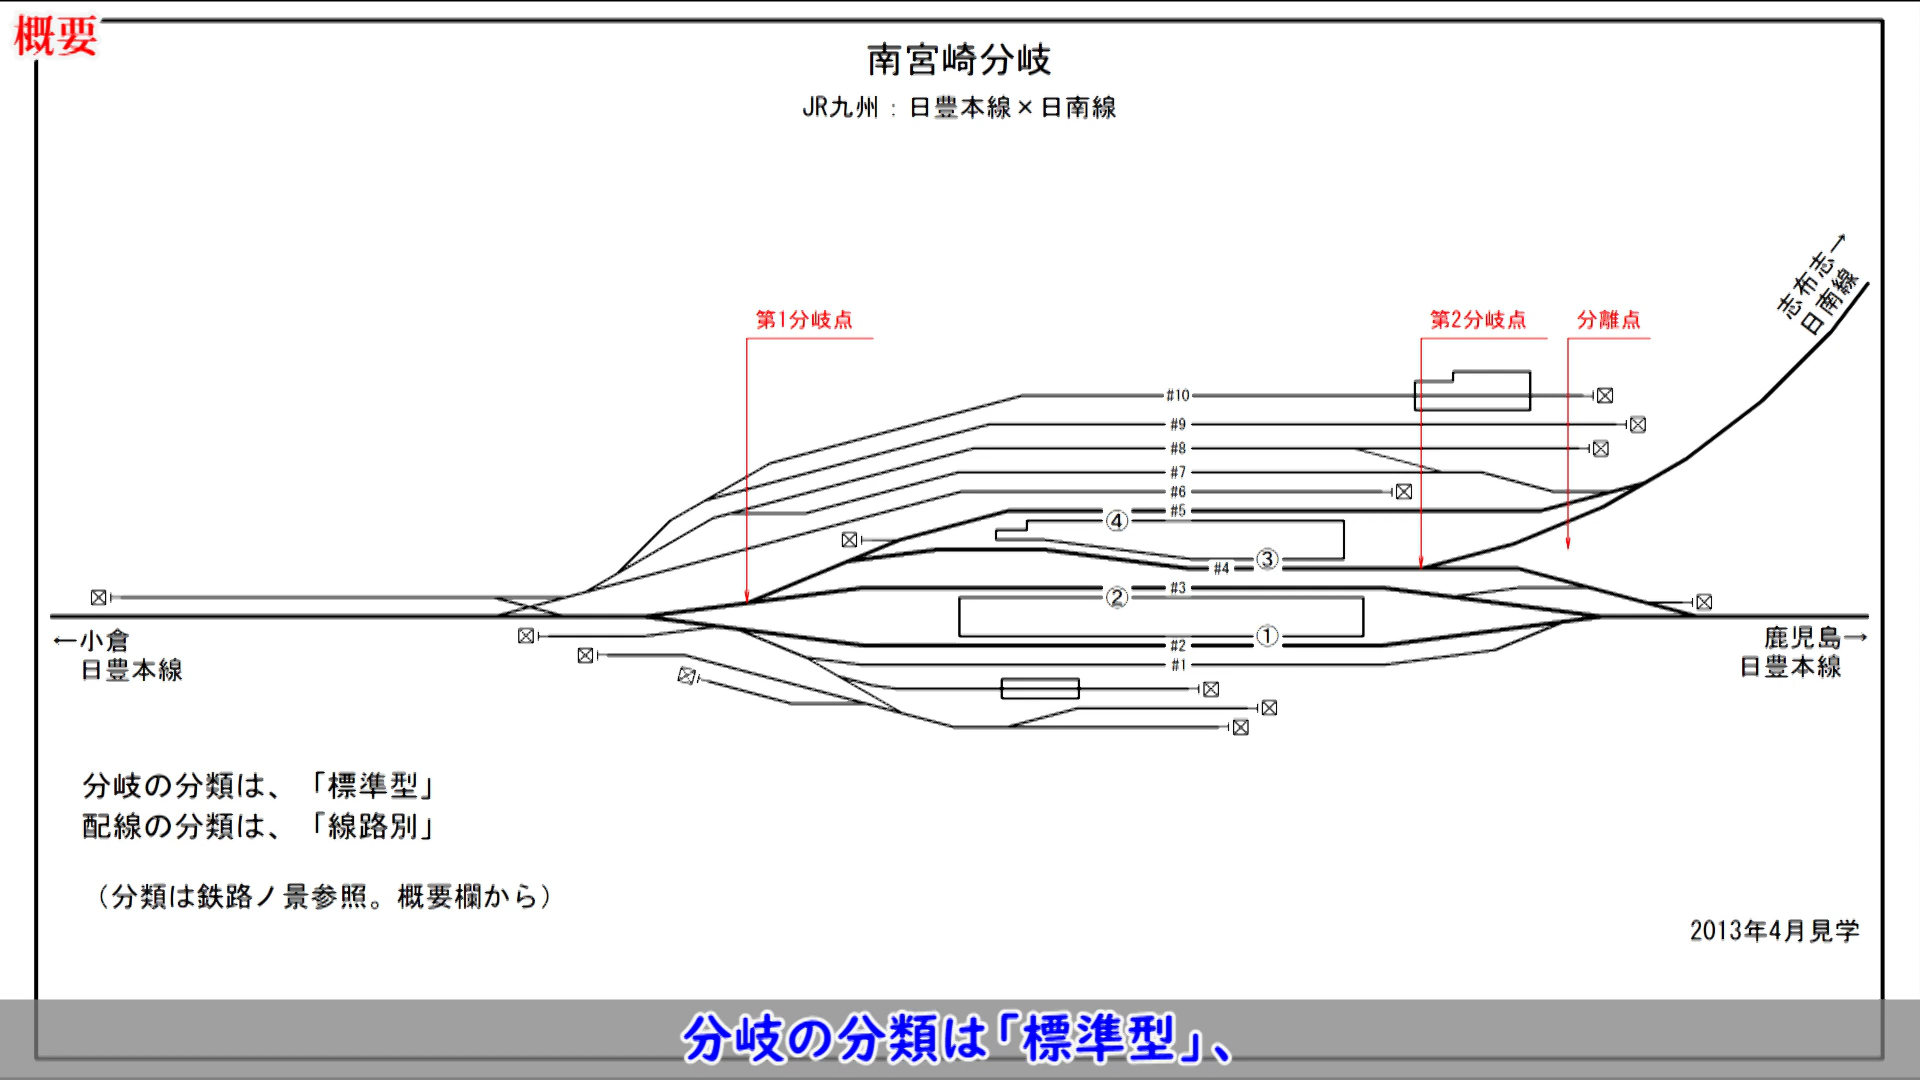 概要
南宮崎分岐
JR九州：日豊本線×日南線
志布志→
日南線
第1分岐点
第2分岐点
分離点
#10
#9
#8
#7
#6
#5
④
③
#4
#3
②
①
#2
#1
←小倉
日豊本線
鹿児島→
日豊本線
分岐の分類は、「標準型」
配線の分類は、「線路別」
（分類は鉄路ノ景参照。概要欄から）
2013年4月見学
分岐の分類は「標準型」、